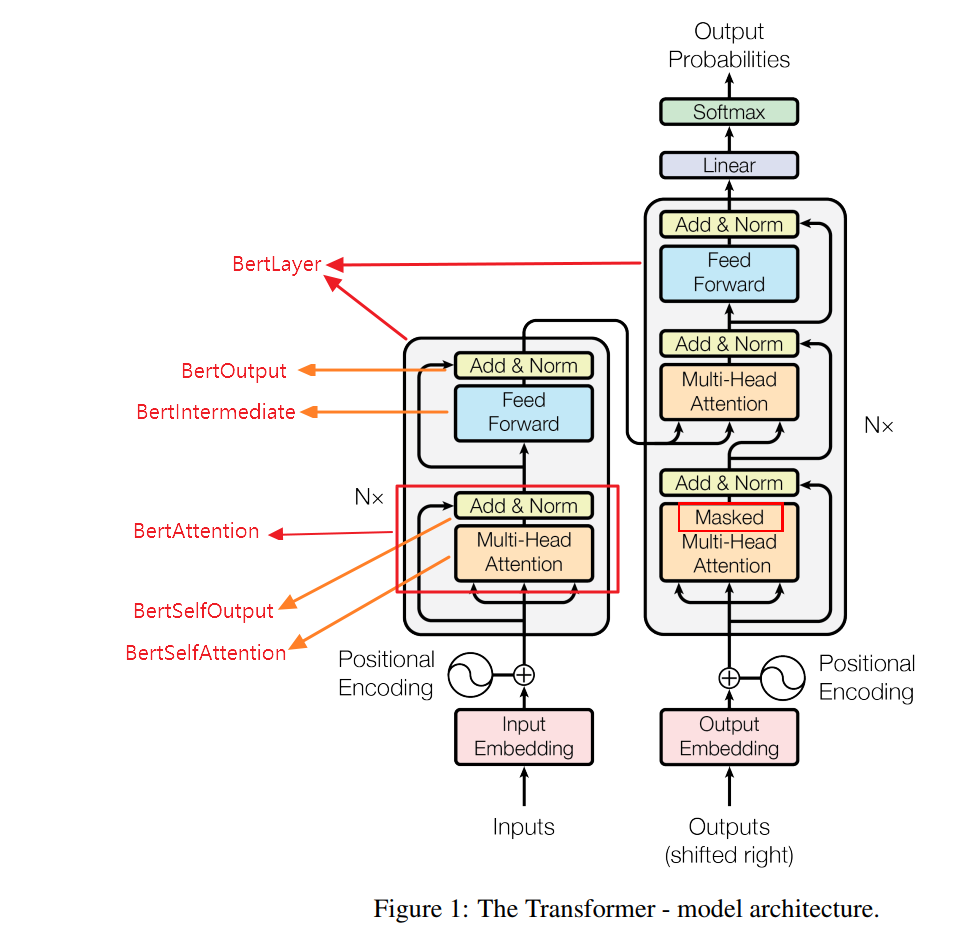 Output
Probabilities
Softmax
Linear
Add & Norm
Feed
Forward
Add & Norm
Multi-Head
Attention
Nx
Add & Norm
Masked
Multi-Head
Attention
Positional
Encoding
Output
Embedding
Outputs
(shifted right)
BertLayer
BertOutput
BertIntermediate
BertAttention
BertSelfOutput
BertSelfAttention
Add & Norm
Feed
Forward
N×
Add & Norm
Multi-Head
Attention
Positional
Encoding
Input
Embedding
Inputs
Figure 1: The Transformer - model architecture.